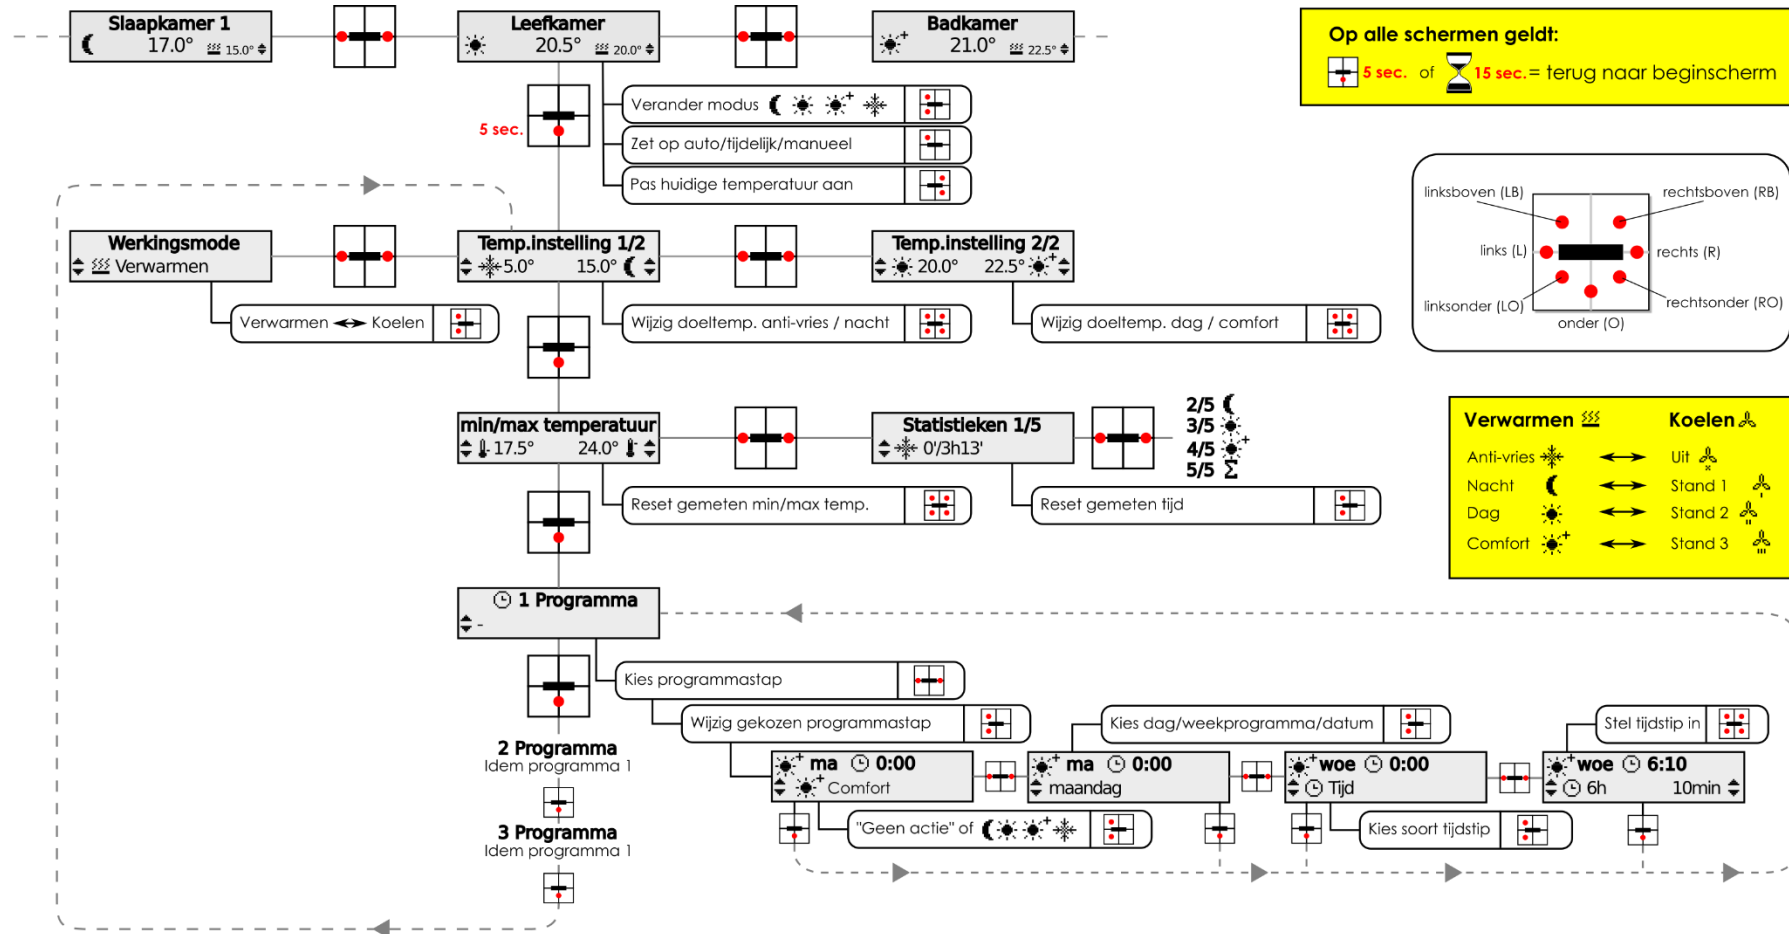 Slaapkamer 1
17.0° 15.0°
Leefkamer
20.5° 20.0°
Badkamer
21.0° 22.5°
Op alle schermen geldt:
5 sec. of 15 sec. = terug naar beginscherm
5 sec.
Verander modus
Zet op auto/tijdelijk/manueel
Pas huidige temperatuur aan
linksboven (LB)
rechtsboven (RB)
links (L)
rechts (R)
linksonder (LO)
rechtsonder (RO)
onder (O)
Werkingsmode
Verwarmen
Temp.instelling 1/2
5.0° 15.0°
Temp.instelling 2/2
20.0° 22.5°
Verwarmen Koelen
Wijzig doeltemp. anti-vries / nacht
Wijzig doeltemp. dag / comfort
min/max temperatuur
17.5° 24.0°
Statistieken 1/5
0'/3h13'
2/5
3/5
4/5
5/5 Σ
Reset gemeten min/max temp.
Reset gemeten tijd
Verwarmen Koelen
Anti-vries Uit
Nacht Stand 1
Dag Stand 2
Comfort Stand 3
1 Programma
-
Kies programmastap
Wijzig gekozen programmastap
Kies dag/weekprogramma/datum
Stel tijdstip in
2 Programma
Idem programma 1
3 Programma
Idem programma 1
ma 0:00
Comfort
ma 0:00
maandag
woe 0:00
Tijd
woe 6:10
6h 10min
"Geen actie" of
Kies soort tijdstip